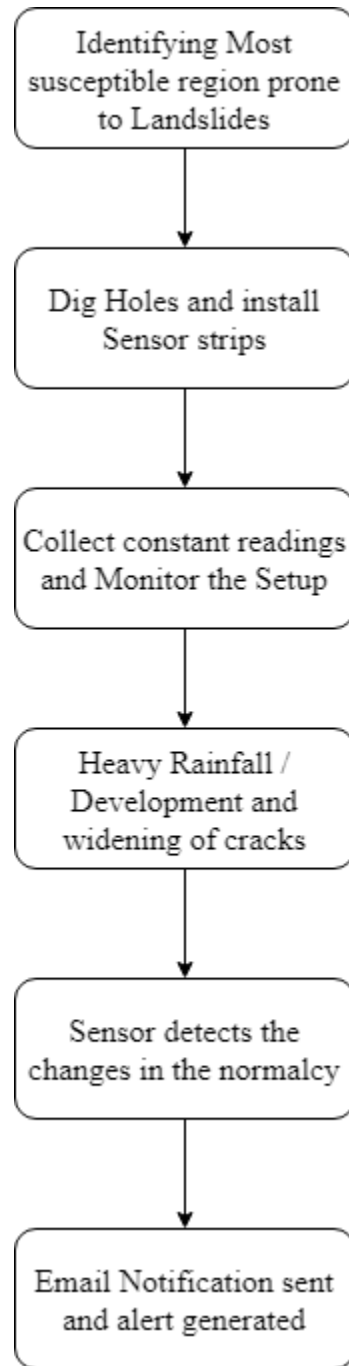 Identifying Most
susceptible region prone
to Landslides
Dig Holes and install
Sensor strips
Collect constant readings
and Monitor the Setup
Heavy Rainfall /
Development and
widening of cracks
Sensor detects the
changes in the normalcy
Email Notification sent
and alert generated